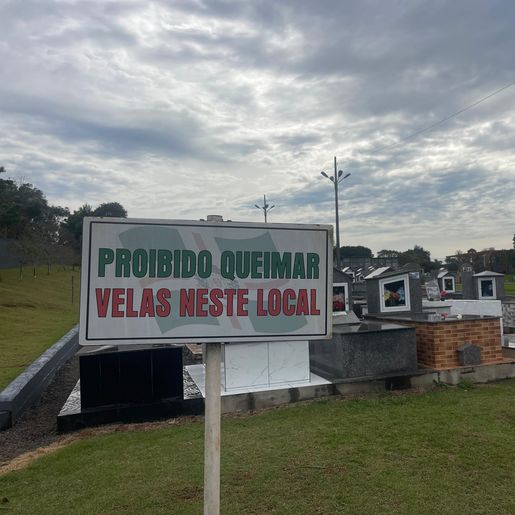 PROIBIDO QUEIMAR
VELAS NESTE LOCAL